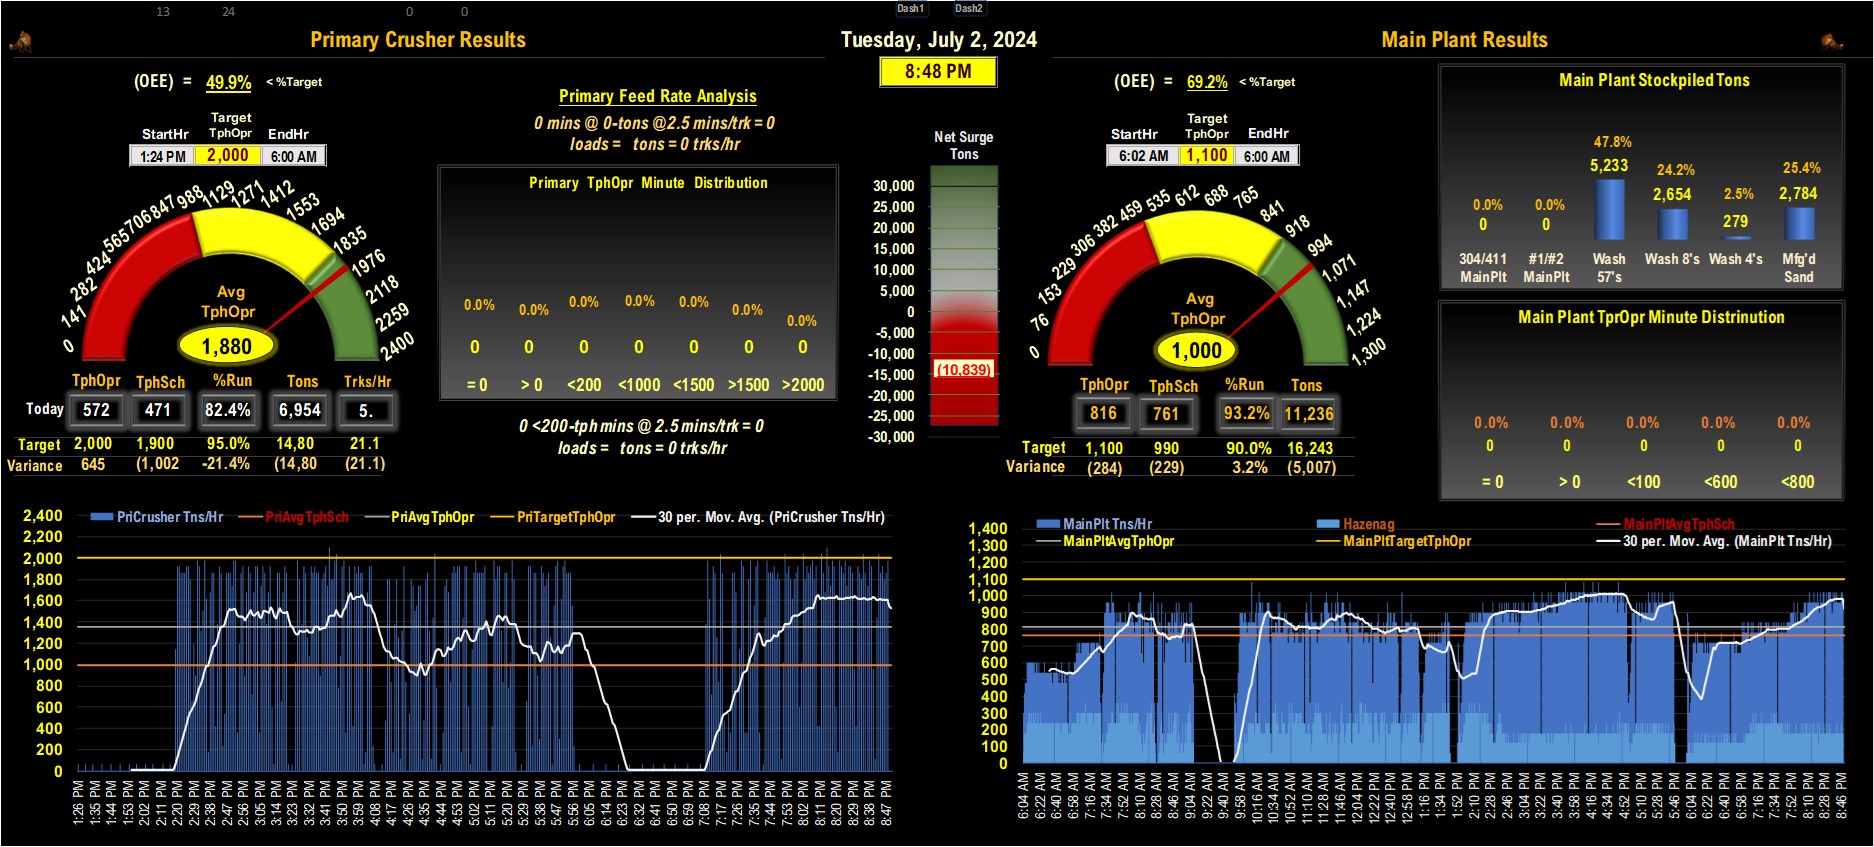 13 24 0 0 Dash1 Dash2
Primary Crusher Results
Tuesday, July 2, 2024
Main Plant Results
8:48 PM
(OEE) = 49.9% < %Target
Target
StartHr TphOpr EndHr
1:24 PM 2,000 6:00 AM
0 141 282 424 565 706 847 988 1129 1271 1412 1553 1694 1835 1976 2118 2259 2400
Avg
TphOpr
1,880
TphOpr TphSch %Run Tons Trks/Hr
Today 572 471 82.4% 6,954 5.
Target 2,000 1,900 95.0% 14,80 21.1
Variance 645 (1,002 -21.4% (14,80 (21.1)
Primary Feed Rate Analysis
0 mins @ 0-tons @2.5 mins/trk = 0
loads = tons = 0 trks/hr
Primary TphOpr Minute Distribution
0.0% 0.0% 0.0% 0.0% 0.0% 0.0% 0.0%
0 0 0 0 0 0 0
= 0 > 0 <200 <1000 <1500 >1500 >2000
0 <200-tph mins @ 2.5 mins/trk = 0
loads = tons = 0 trks/hr
Net Surge
Tons
30,000
25,000
20,000
15,000
10,000
5,000
0
-5,000
-10,000
(10,839)
-15,000
-20,000
-25,000
-30,000
(OEE) = 69.2% < %Target
Target
StartHr TphOpr EndHr
6:02 AM 1,100 6:00 AM
0 76 153 229 306 382 459 535 612 688 765 841 918 994 1,071 1,147 1,224 1,300
Avg
TphOpr
1,000
TphOpr TphSch %Run Tons
816 761 93.2% 11,236
Target 1,100 990 90.0% 16,243
Variance (284) (229) 3.2% (5,007)
Main Plant Stockpiled Tons
0.0% 0.0% 47.8% 24.2% 2.5% 25.4%
0 0 5,233 2,654 279 2,784
304/411 #1/#2 Wash Wash 8's Wash 4's Mfg'd
MainPlt MainPlt 57's Sand
Main Plant TprOpr Minute Distrinution
0.0% 0.0% 0.0% 0.0% 0.0%
0 0 0 0 0
= 0 > 0 <100 <600 <800
PriCrusher Tns/Hr PriAvgTphSch PriAvgTphOpr PriTargetTphOpr 30 per. Mov. Avg. (PriCrusher Tns/Hr)
2,400
2,200
2,000
1,800
1,600
1,400
1,200
1,000
800
600
400
200
0
1:26 PM 1:35 PM 1:44 PM 1:53 PM 2:02 PM 2:11 PM 2:20 PM 2:29 PM 2:38 PM 2:47 PM 2:56 PM 3:05 PM 3:14 PM 3:23 PM 3:32 PM 3:41 PM 3:50 PM 3:59 PM 4:08 PM 4:17 PM 4:26 PM 4:35 PM 4:44 PM 4:53 PM 5:02 PM 5:11 PM 5:20 PM 5:29 PM 5:38 PM 5:47 PM 5:56 PM 6:05 PM 6:14 PM 6:23 PM 6:32 PM 6:41 PM 6:50 PM 6:59 PM 7:08 PM 7:17 PM 7:26 PM 7:35 PM 7:44 PM 7:53 PM 8:02 PM 8:11 PM 8:20 PM 8:29 PM 8:38 PM 8:47 PM
MainPlt Tns/Hr Hazenag MainPltAvgTphSch
MainPltAvgTphOpr MainPltTargetTphOpr 30 per. Mov. Avg. (MainPlt Tns/Hr)
1,400
1,300
1,200
1,100
1,000
900
800
700
600
500
400
300
200
100
0
6:04 AM 6:22 AM 6:40 AM 6:58 AM 7:16 AM 7:34 AM 7:52 AM 8:10 AM 8:28 AM 8:46 AM 9:04 AM 9:22 AM 9:40 AM 9:58 AM 10:16 AM 10:34 AM 10:52 AM 11:10 AM 11:28 AM 11:46 AM 12:04 PM 12:22 PM 12:40 PM 12:58 PM 1:16 PM 1:34 PM 1:52 PM 2:10 PM 2:28 PM 2:46 PM 3:04 PM 3:22 PM 3:40 PM 3:58 PM 4:16 PM 4:34 PM 4:52 PM 5:10 PM 5:28 PM 5:46 PM 6:04 PM 6:22 PM 6:40 PM 6:58 PM 7:16 PM 7:34 PM 7:52 PM 8:10 PM 8:28 PM 8:46 PM